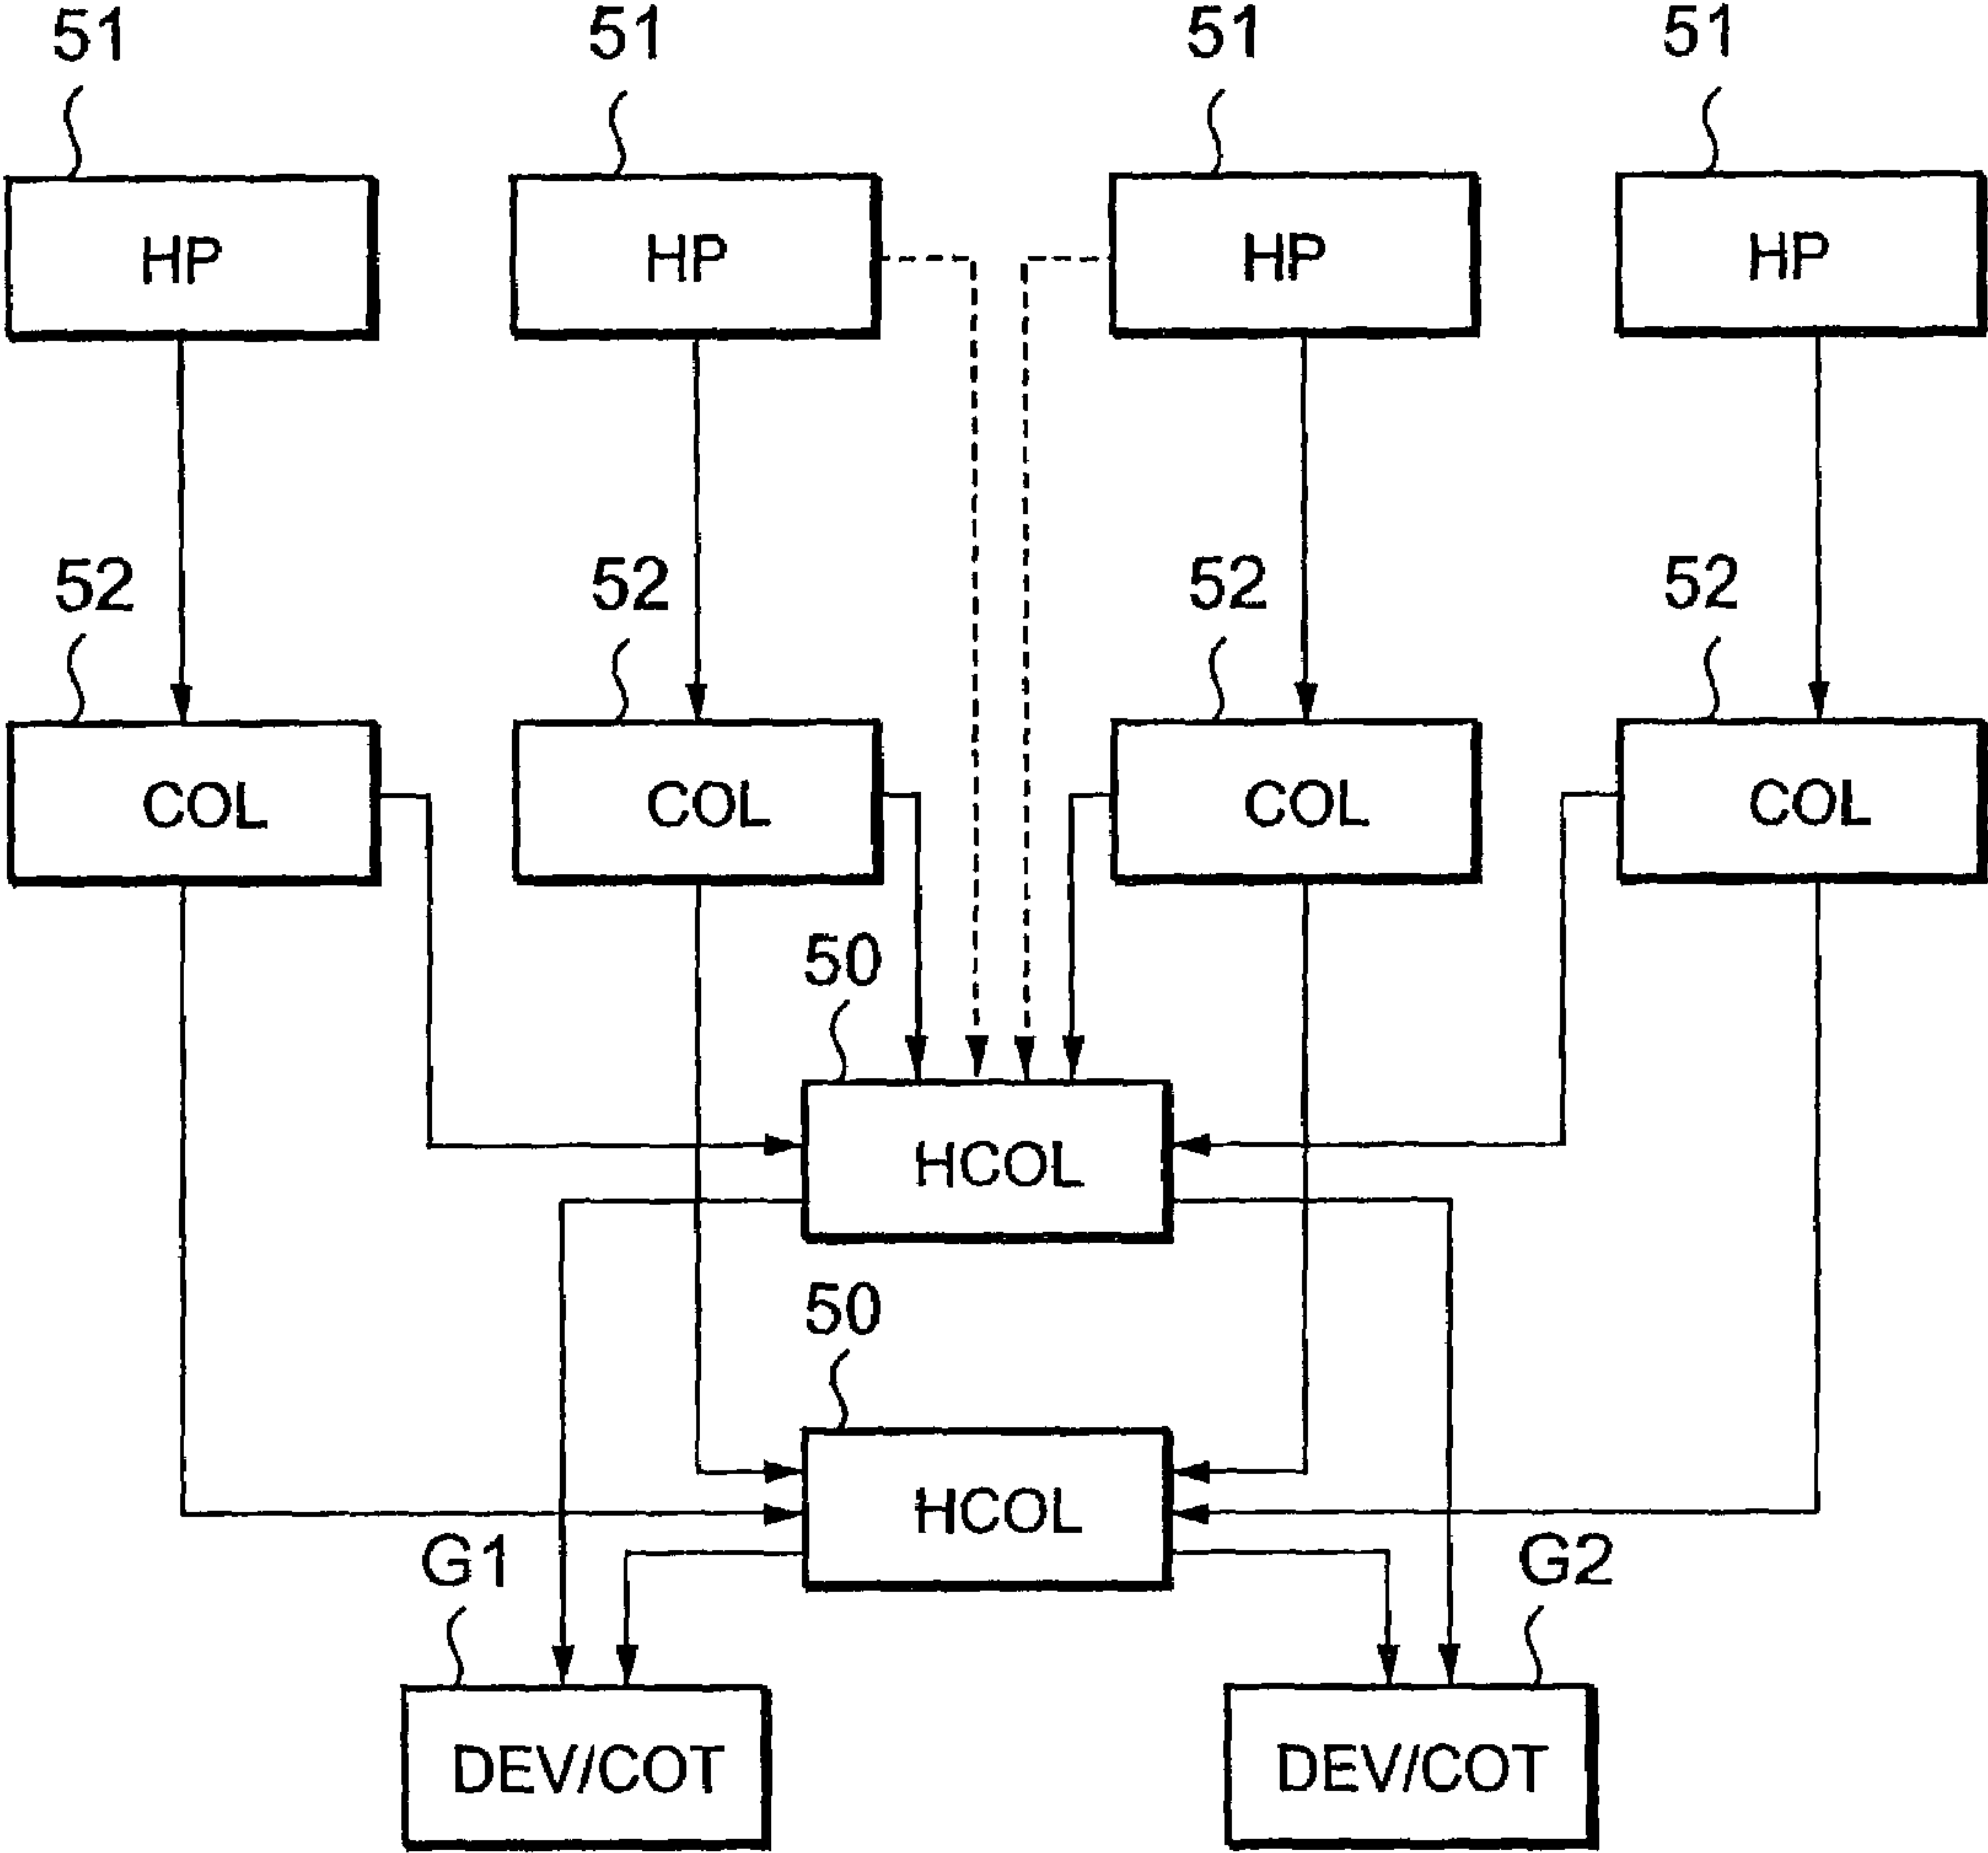 51 51 51 51
HP HP HP HP
52 52 52 52
COL COL COL COL
50
HCOL
50
HCOL
G1 G2
DEV/COT DEV/COT